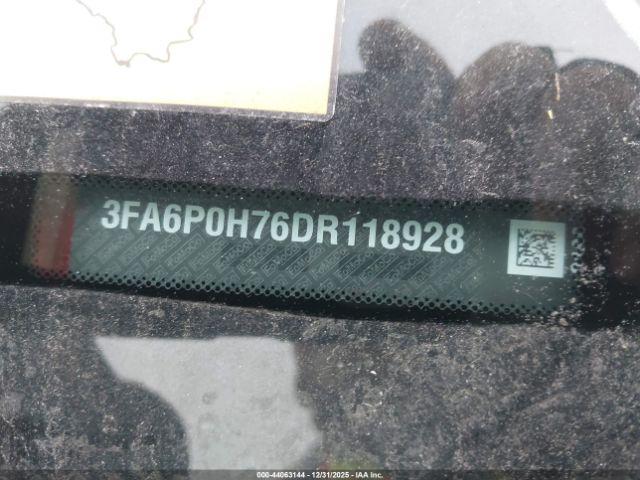 3FA6P0H76DR118928
000-44063144 - 12/31/2025 - IAA Inc.